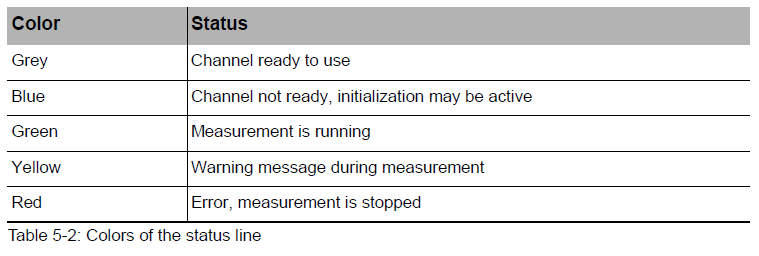 Color Status
Grey Channel ready to use
Blue Channel not ready, initialization may be active
Green Measurement is running
Yellow Warning message during measurement
Red Error, measurement is stopped
Table 5-2: Colors of the status line